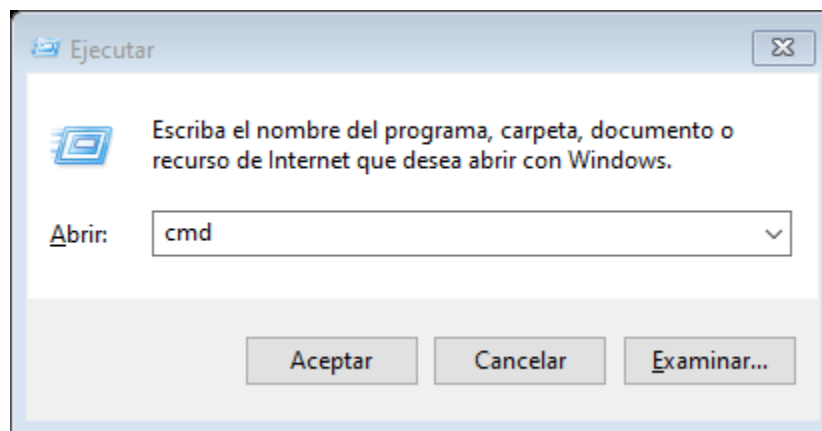 Ejecutar
Escriba el nombre del programa, carpeta, documento o
recurso de Internet que desea abrir con Windows.
Abrir: cmd
Aceptar Cancelar Examinar...